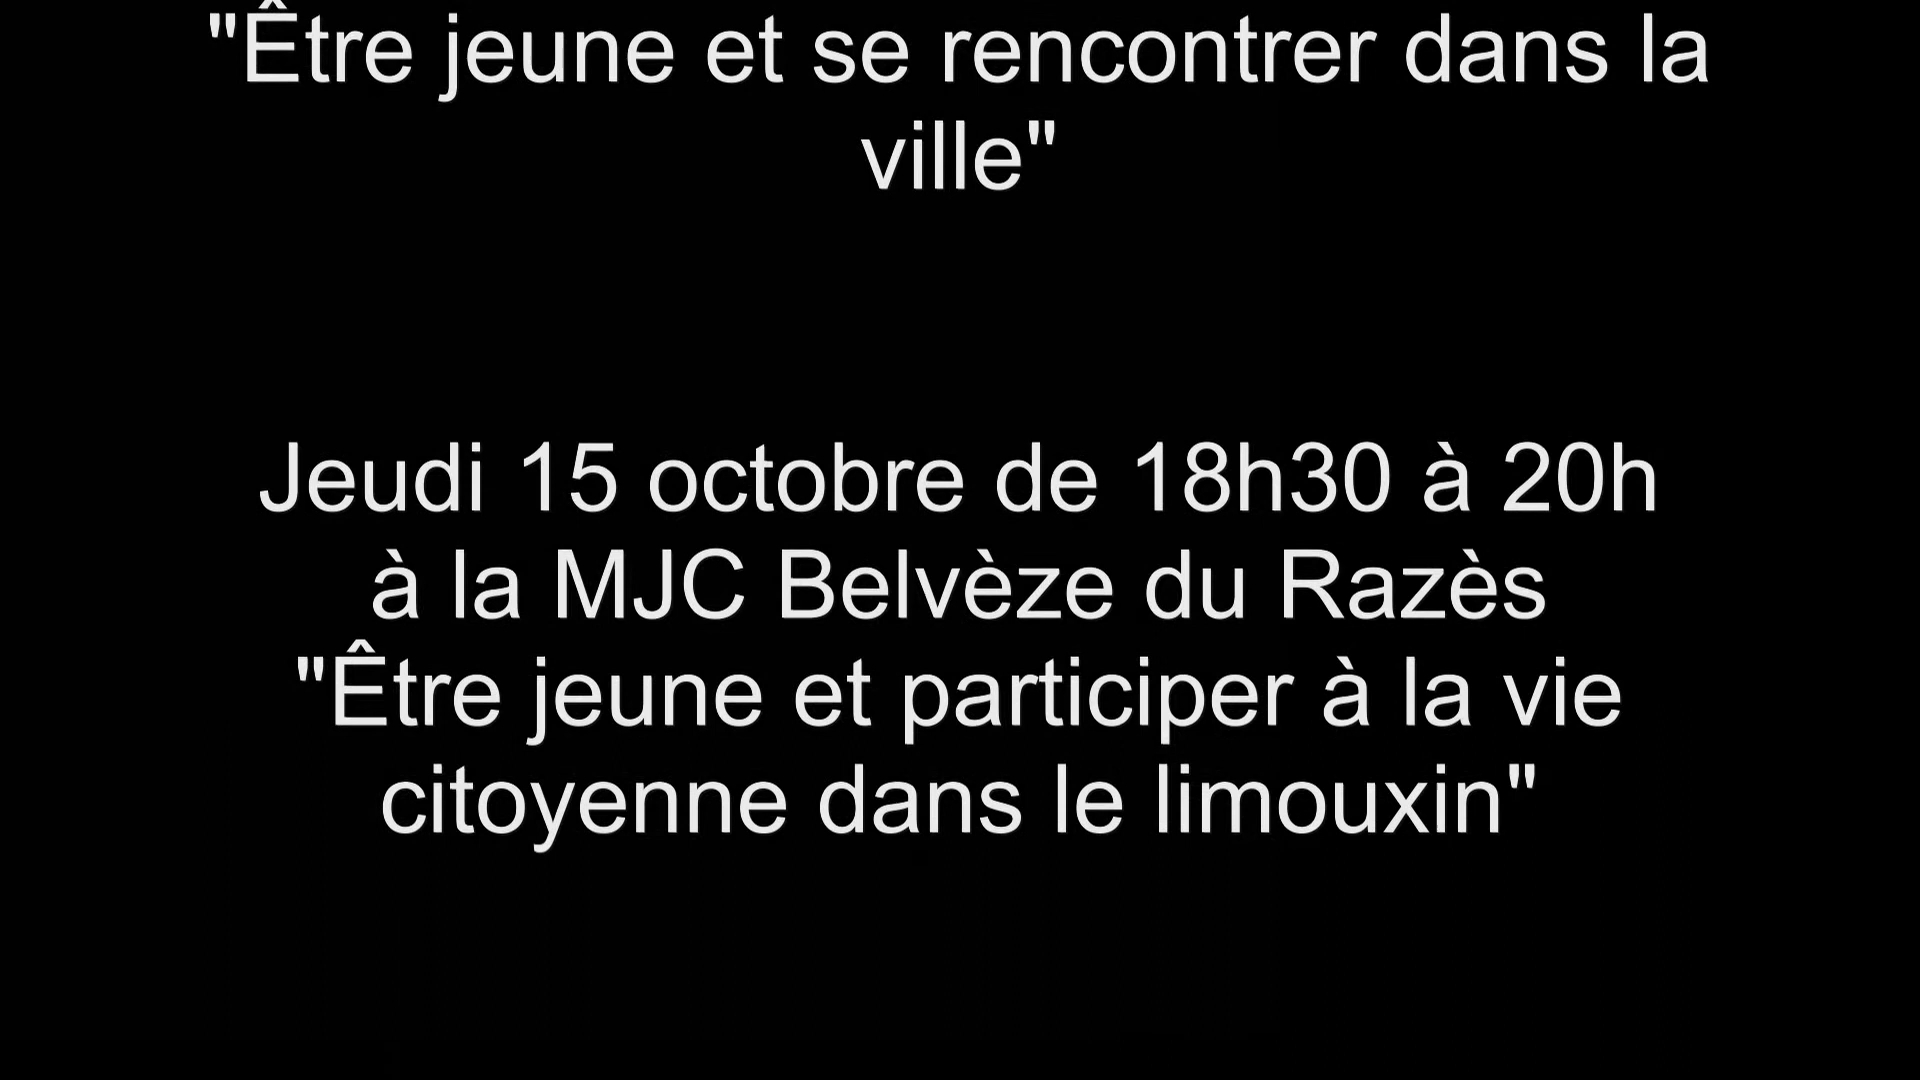 "Être jeune et se rencontrer dans la
ville"
Jeudi 15 octobre de 18h30 à 20h
à la MJC Belvèze du Razès
"Être jeune et participer à la vie
citoyenne dans le limouxin"